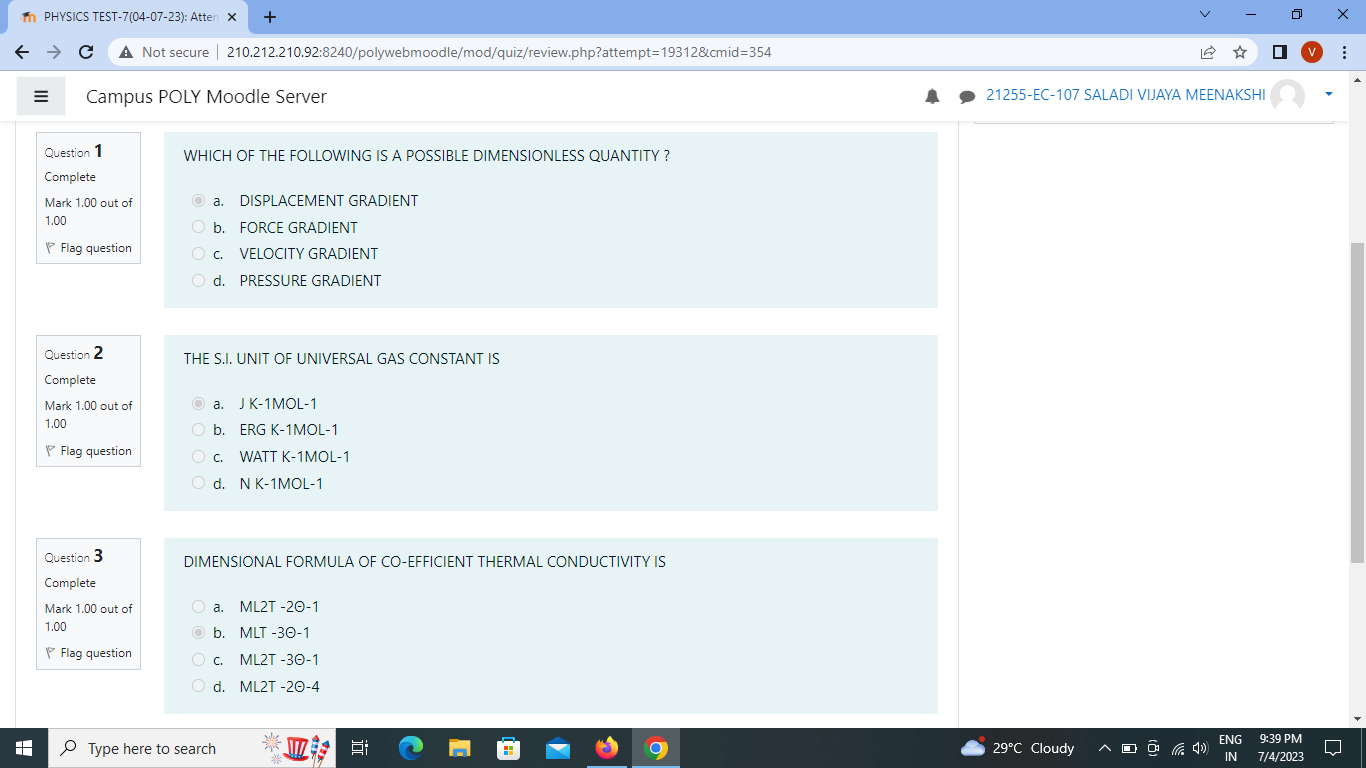 PHYSICS TEST-7(04-07-23): Atten
Not secure 210.212.210.92:8240/polywebmoodle/mod/quiz/review.php?attempt=19312&cmid=354
V
Campus POLY Moodle Server
21255-EC-107 SALADI VIJAYA MEENAKSHI
Question 1
Complete
Mark 1.00 out of
1.00
Flag question
WHICH OF THE FOLLOWING IS A POSSIBLE DIMENSIONLESS QUANTITY ?
a. DISPLACEMENT GRADIENT
b. FORCE GRADIENT
c. VELOCITY GRADIENT
d. PRESSURE GRADIENT
Question 2
Complete
Mark 1.00 out of
1.00
Flag question
THE S.I. UNIT OF UNIVERSAL GAS CONSTANT IS
a. J K-1MOL-1
b. ERG K-1MOL-1
c. WATT K-1MOL-1
d. N K-1MOL-1
Question 3
Complete
Mark 1.00 out of
1.00
Flag question
DIMENSIONAL FORMULA OF CO-EFFICIENT THERMAL CONDUCTIVITY IS
a. ML2T -2Θ-1
b. MLT -3Θ-1
c. ML2T -3Θ-1
d. ML2T -2Θ-4
Type here to search
29°C Cloudy
ENG
IN
9:39 PM
7/4/2023